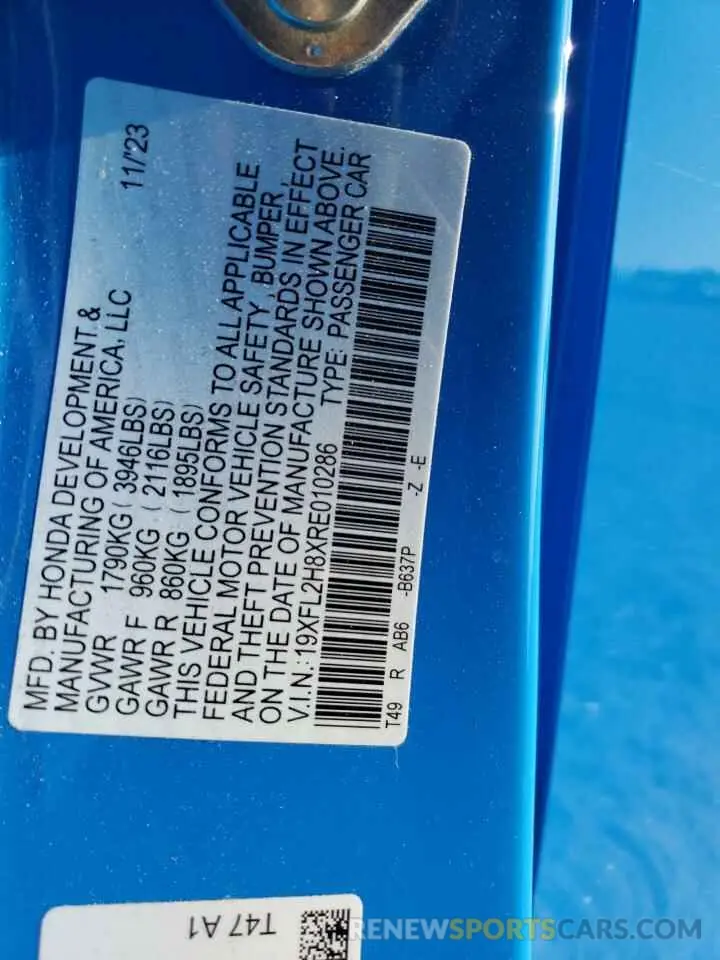 MFD. BY HONDA DEVELOPMENT &
MANUFACTURING OF AMERICA, LLC
GVWR 1790KG ( 3946LBS) 11/'23
GAWR F 960KG ( 2116LBS)
GAWR R 860KG ( 1895LBS)
THIS VEHICLE CONFORMS TO ALL APPLICABLE
FEDERAL MOTOR VEHICLE SAFETY, BUMPER,
AND THEFT PREVENTION STANDARDS IN EFFECT
ON THE DATE OF MANUFACTURE SHOWN ABOVE.
V.I.N.: 19XFL2H8XRE010286 TYPE: PASSENGER CAR
T49 R AB6 -B637P -Z -E
T47 A1
RENEWSPORTSCARS.COM